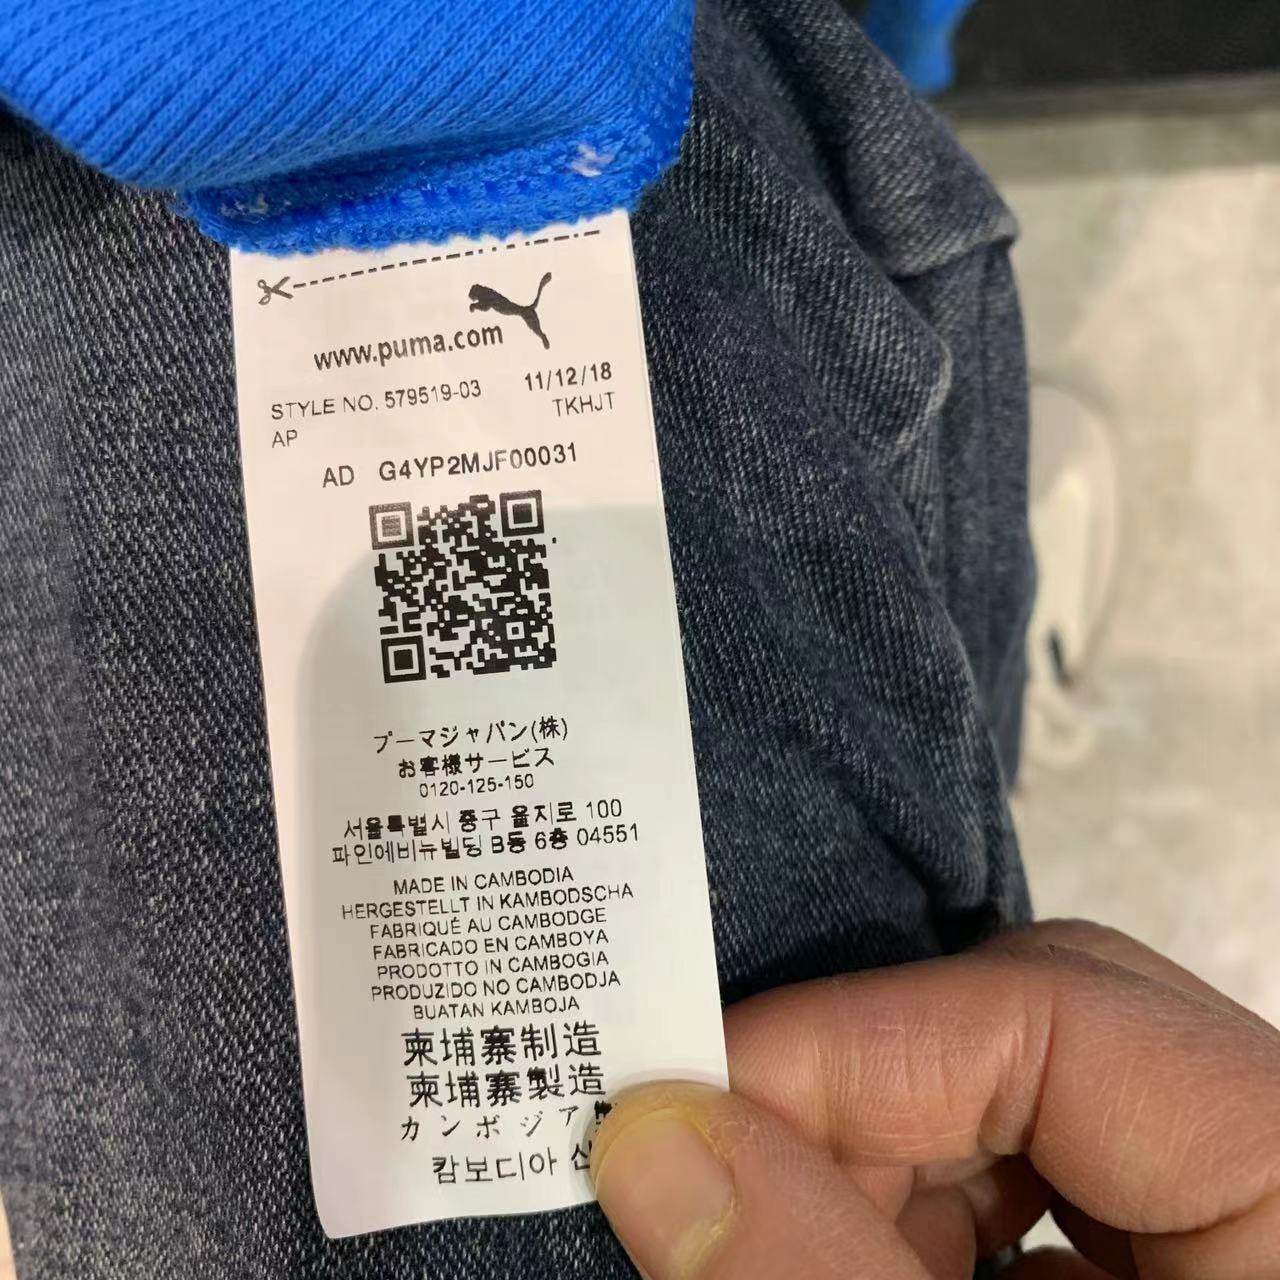 www.puma.com
STYLE NO. 579519-03 11/12/18
AP TKHJT
AD G4YP2MJF00031
プーマジャパン(株)
お客様サービス
0120-125-150
서울특별시 중구 을지로 100
파인에비뉴빌딩 B동 6층 04551
MADE IN CAMBODIA
HERGESTELLT IN KAMBODSCHA
FABRIQUÉ AU CAMBODGE
FABRICADO EN CAMBOYA
PRODOTTO IN CAMBOGIA
PRODUZIDO NO CAMBODJA
BUATAN KAMBOJA
柬埔寨制造
柬埔寨製造
カンボジア
캄보디아